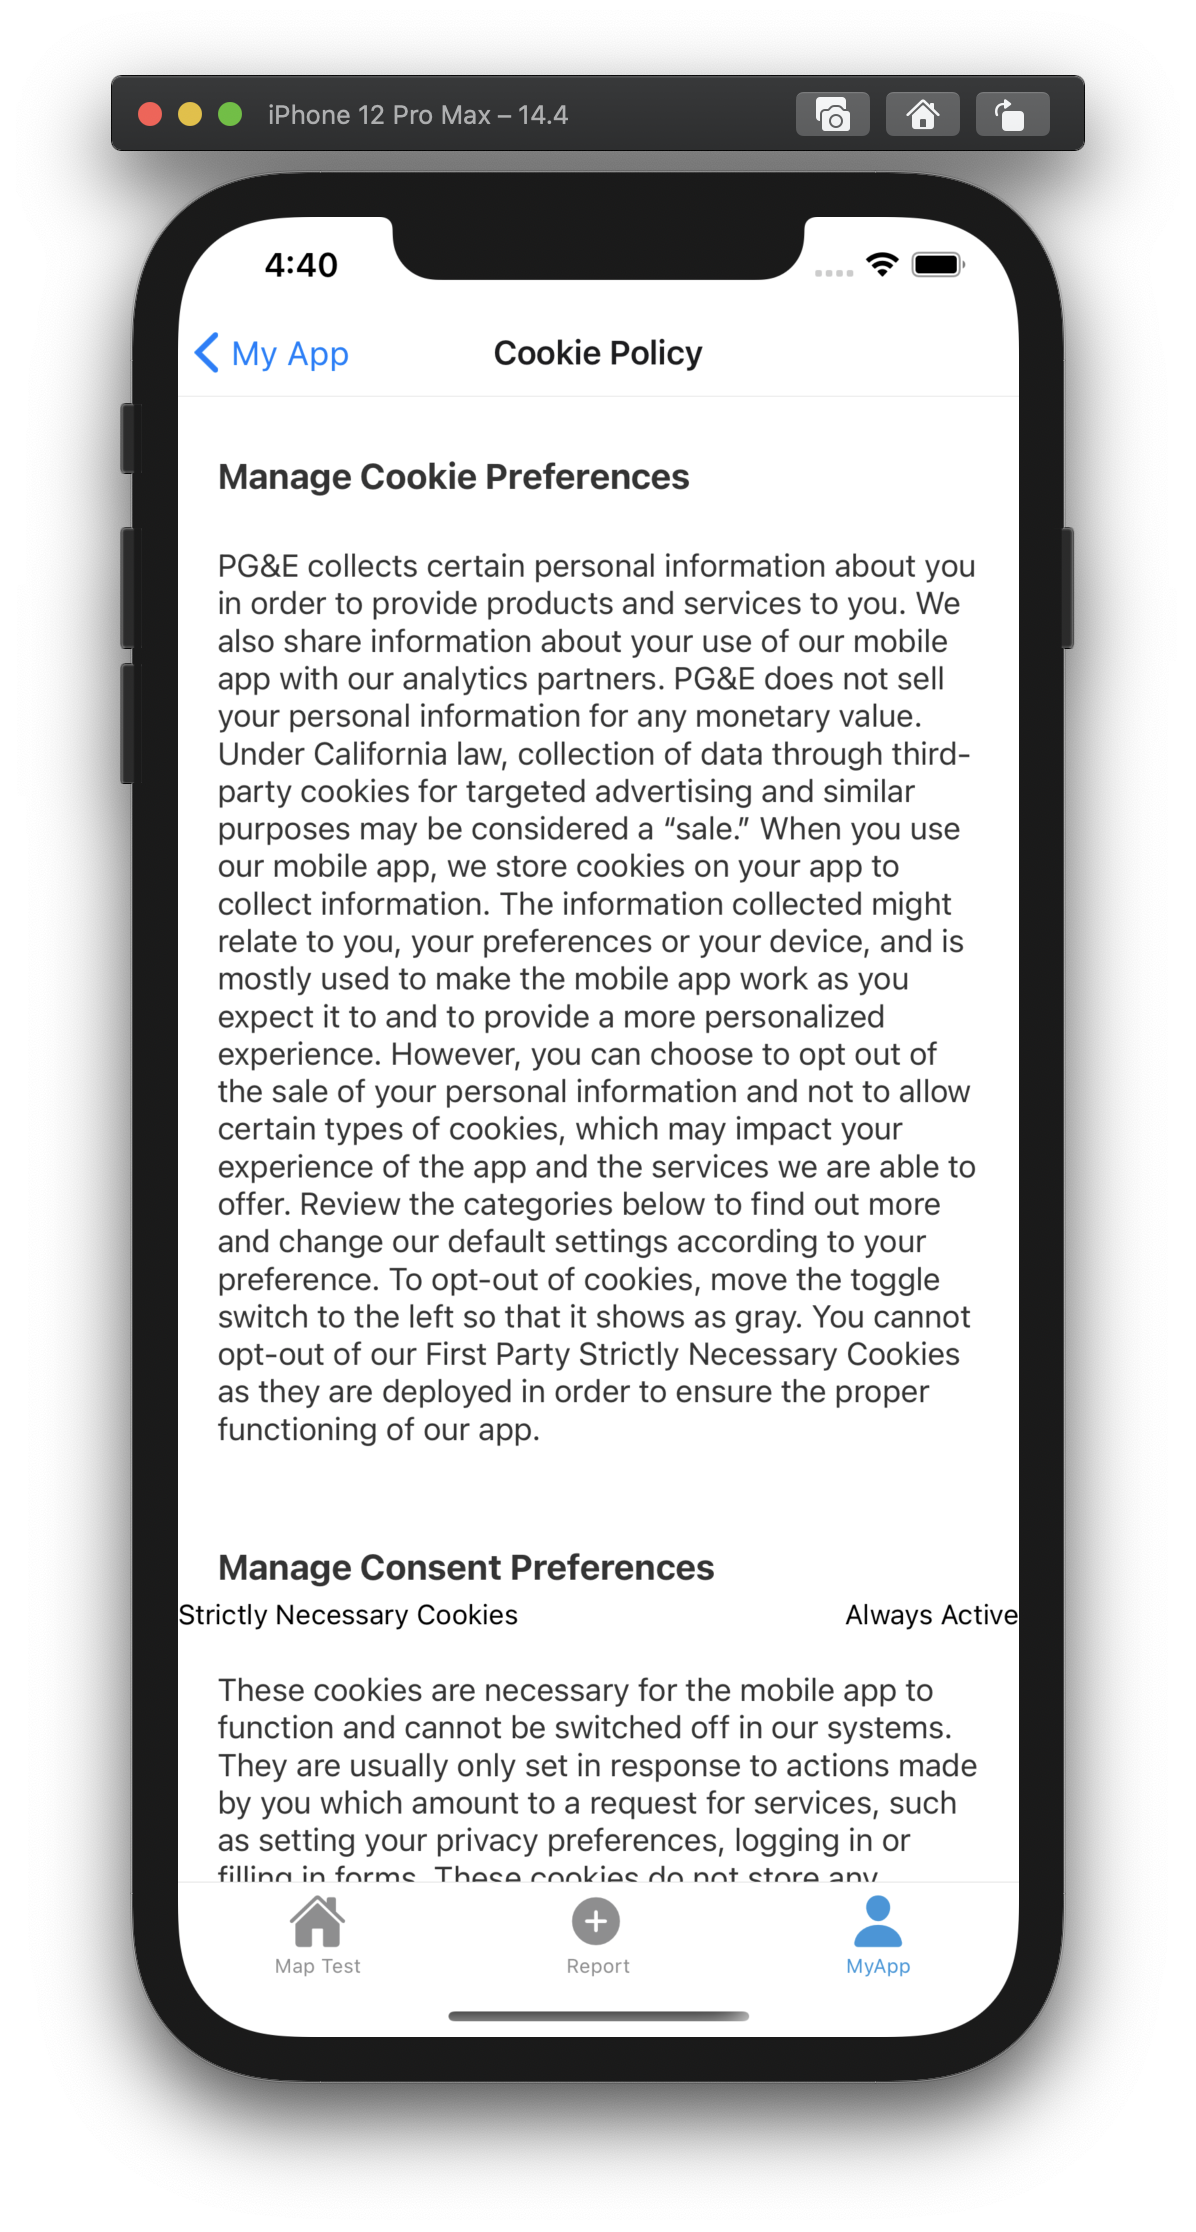 iPhone 12 Pro Max – 14.4
4:40
My App
Cookie Policy
Manage Cookie Preferences
PG&E collects certain personal information about you
in order to provide products and services to you. We
also share information about your use of our mobile
app with our analytics partners. PG&E does not sell
your personal information for any monetary value.
Under California law, collection of data through third-
party cookies for targeted advertising and similar
purposes may be considered a “sale.” When you use
our mobile app, we store cookies on your app to
collect information. The information collected might
relate to you, your preferences or your device, and is
mostly used to make the mobile app work as you
expect it to and to provide a more personalized
experience. However, you can choose to opt out of
the sale of your personal information and not to allow
certain types of cookies, which may impact your
experience of the app and the services we are able to
offer. Review the categories below to find out more
and change our default settings according to your
preference. To opt-out of cookies, move the toggle
switch to the left so that it shows as gray. You cannot
opt-out of our First Party Strictly Necessary Cookies
as they are deployed in order to ensure the proper
functioning of our app.
Manage Consent Preferences
Strictly Necessary Cookies
Always Active
These cookies are necessary for the mobile app to
function and cannot be switched off in our systems.
They are usually only set in response to actions made
by you which amount to a request for services, such
as setting your privacy preferences, logging in or
filling in forms. These cookies do not store any
Map Test
Report
MyApp